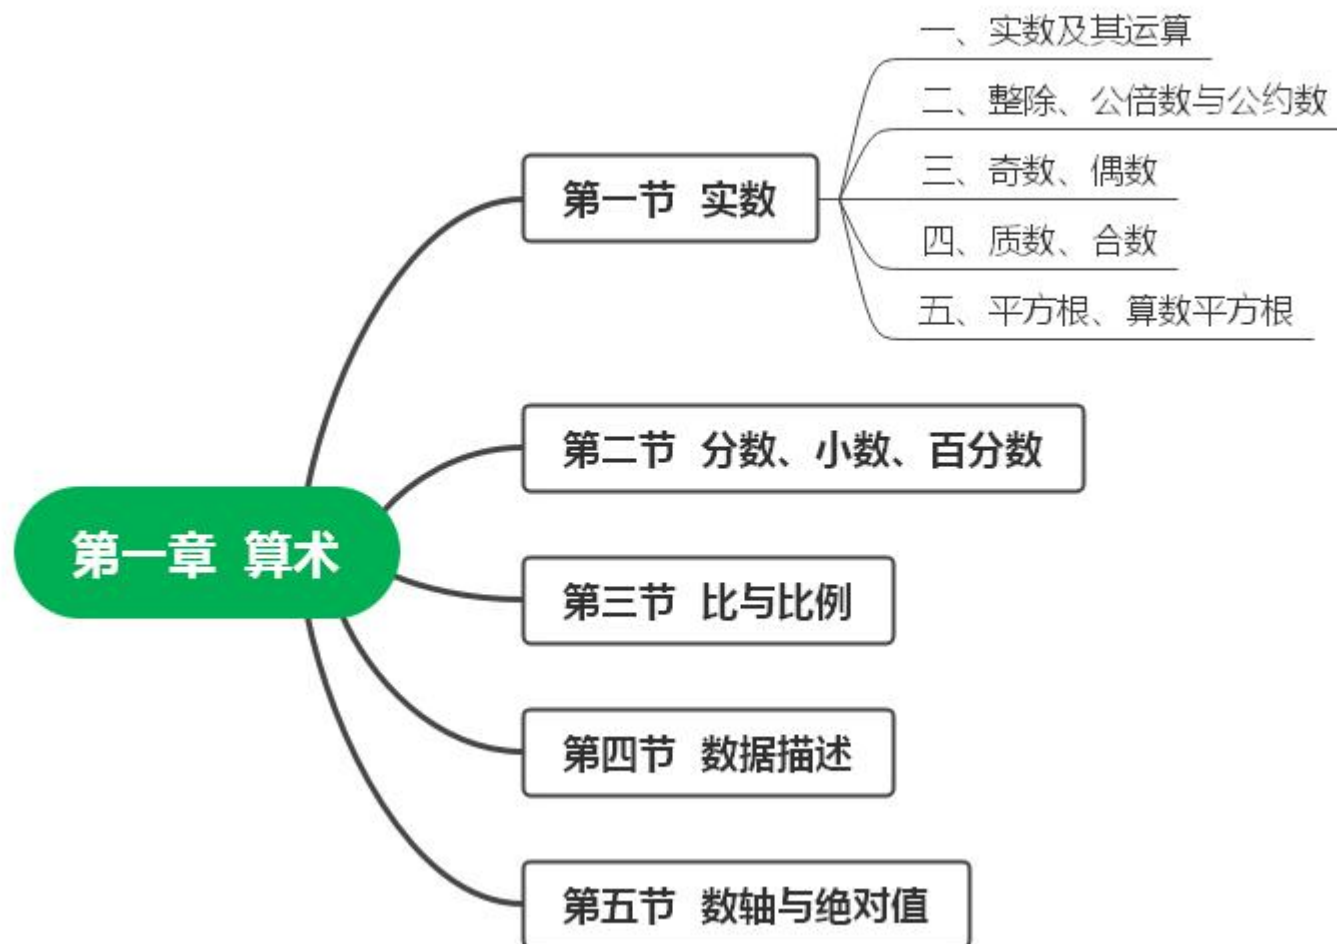 第一章 算术
第一节 实数
一、实数及其运算
二、整除、公倍数与公约数
三、奇数、偶数
四、质数、合数
五、平方根、算数平方根
第二节 分数、小数、百分数
第三节 比与比例
第四节 数据描述
第五节 数轴与绝对值